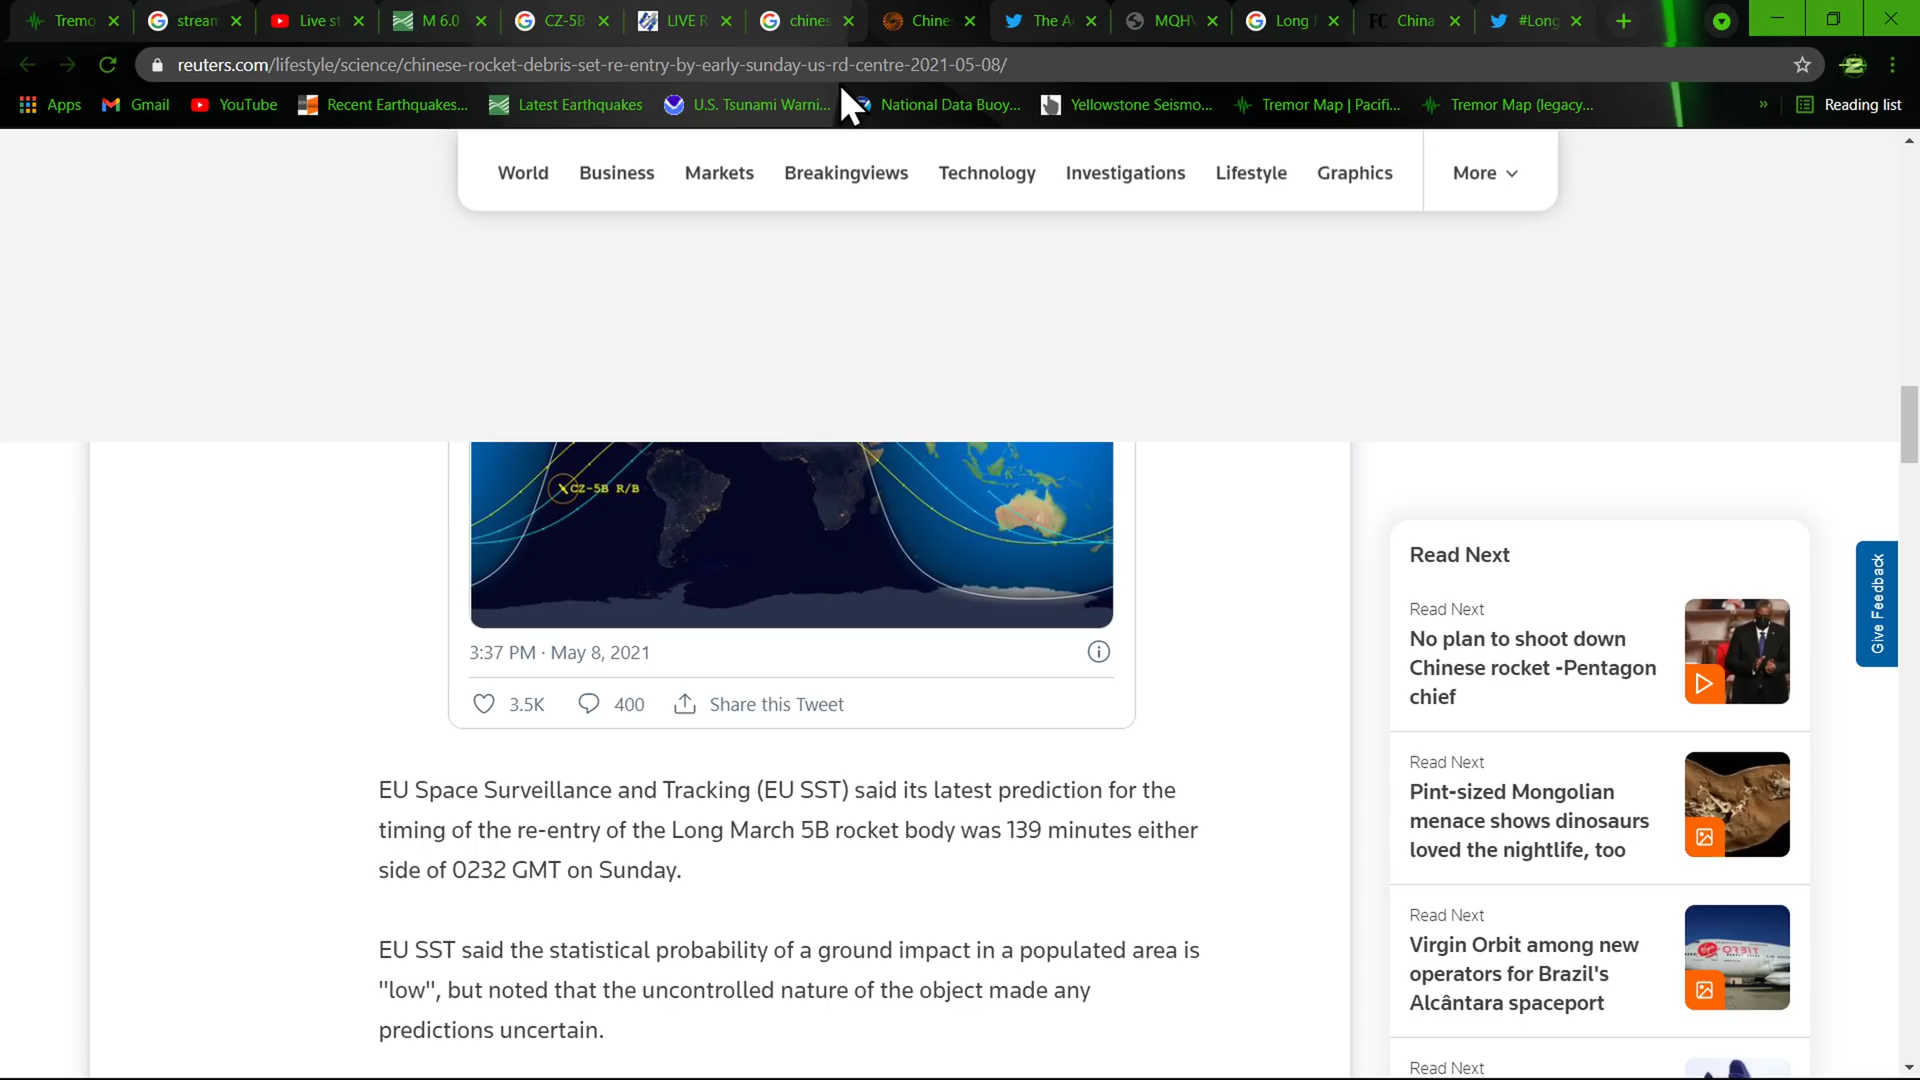 Tremo
stream
Live st
M 6.0
CZ-5B
LIVE R
chines
Chines
The A
MQH
Long
China
#Long
reuters.com/lifestyle/science/chinese-rocket-debris-set-re-entry-by-early-sunday-us-rd-centre-2021-05-08/
Apps Gmail YouTube Recent Earthquakes... Latest Earthquakes U.S. Tsunami Warni... National Data Buoy... Yellowstone Seismo... Tremor Map | Pacifi... Tremor Map (legacy... » Reading list
World Business Markets Breakingviews Technology Investigations Lifestyle Graphics More
CZ-5B R/B
3:37 PM · May 8, 2021
3.5K 400 Share this Tweet
EU Space Surveillance and Tracking (EU SST) said its latest prediction for the
timing of the re-entry of the Long March 5B rocket body was 139 minutes either
side of 0232 GMT on Sunday.
EU SST said the statistical probability of a ground impact in a populated area is
"low", but noted that the uncontrolled nature of the object made any
predictions uncertain.
Read Next
Read Next
No plan to shoot down
Chinese rocket -Pentagon
chief
Read Next
Pint-sized Mongolian
menace shows dinosaurs
loved the nightlife, too
Read Next
Virgin Orbit among new
operators for Brazil's
Alcântara spaceport
Read Next
Give Feedback